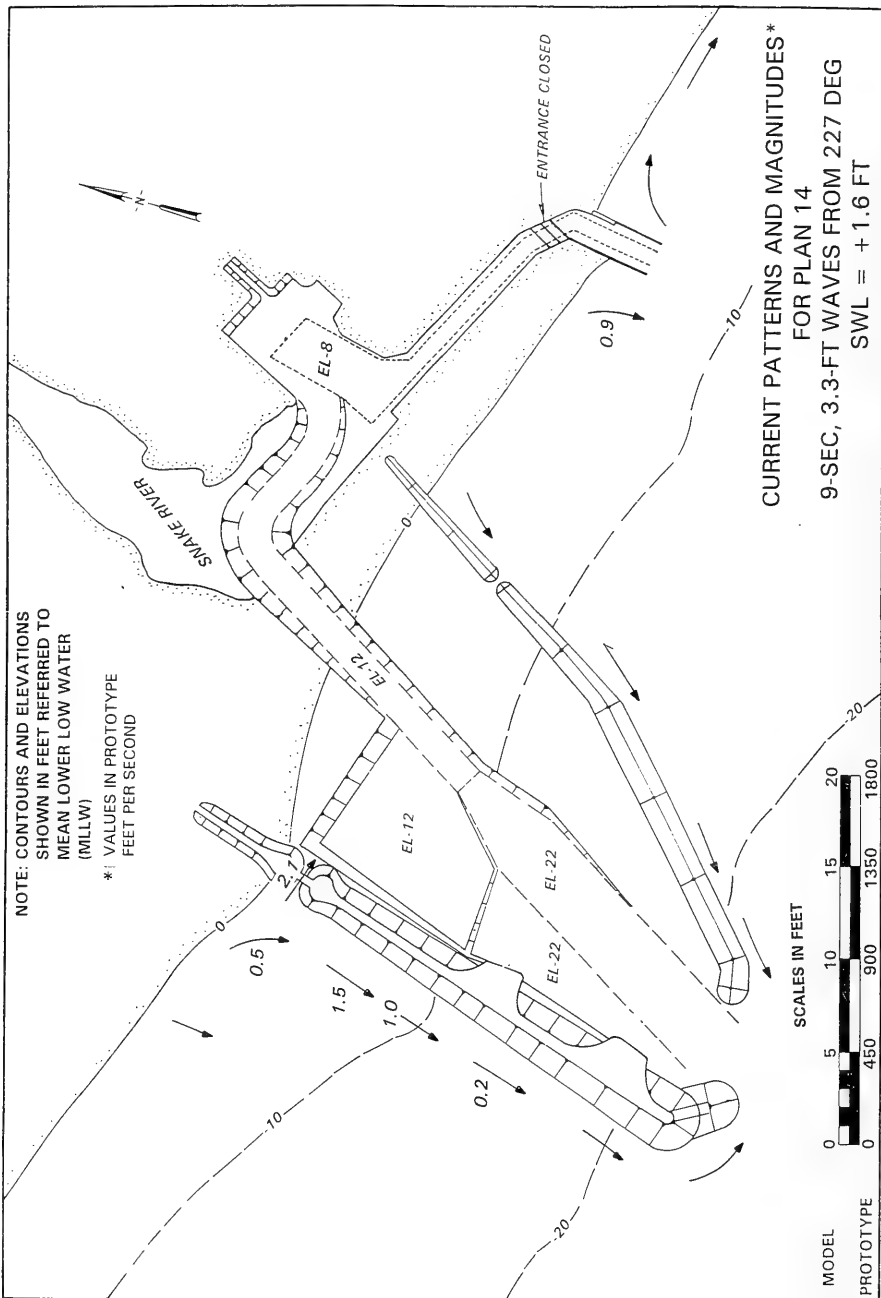 NOTE: CONTOURS AND ELEVATIONS
SHOWN IN FEET REFERRED TO
MEAN LOWER LOW WATER
(MLLW)
* VALUES IN PROTOTYPE
FEET PER SECOND
-N-
SNAKE RIVER
EL-8
ENTRANCE CLOSED
EL-12
EL-12
EL-22
EL-22
0
0
-10
-10
-20
-20
2.1
0.5
1.5
1.0
0.2
0.9
SCALES IN FEET
MODEL 0 5 10 15 20
PROTOTYPE 0 450 900 1350 1800
CURRENT PATTERNS AND MAGNITUDES*
FOR PLAN 14
9-SEC, 3.3-FT WAVES FROM 227 DEG
SWL = +1.6 FT